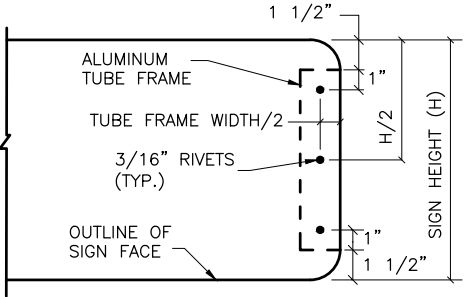 1 1/2”
ALUMINUM
TUBE FRAME
1”
TUBE FRAME WIDTH/2
H/2
SIGN HEIGHT (H)
3/16” RIVETS
(TYP.)
OUTLINE OF
SIGN FACE
1”
1 1/2”